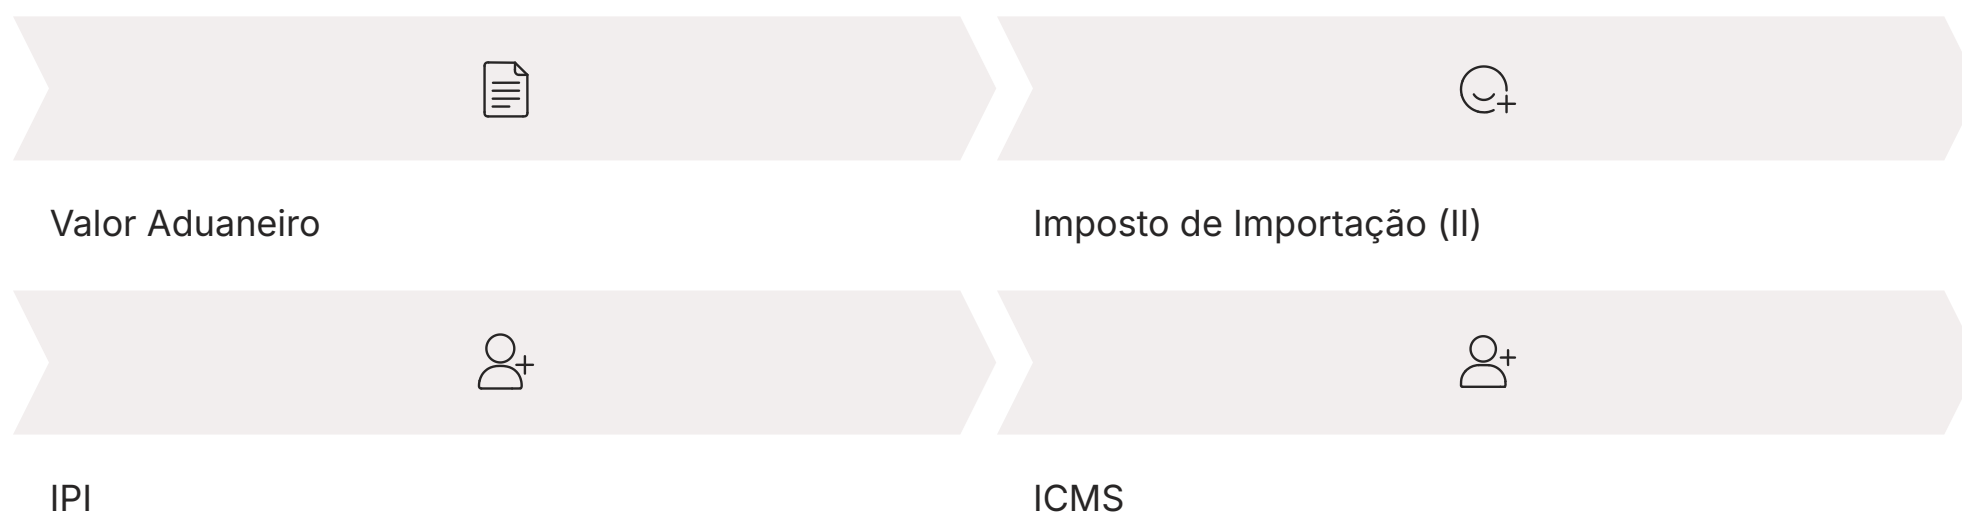 Valor Aduaneiro
Imposto de Importação (II)
IPI
ICMS